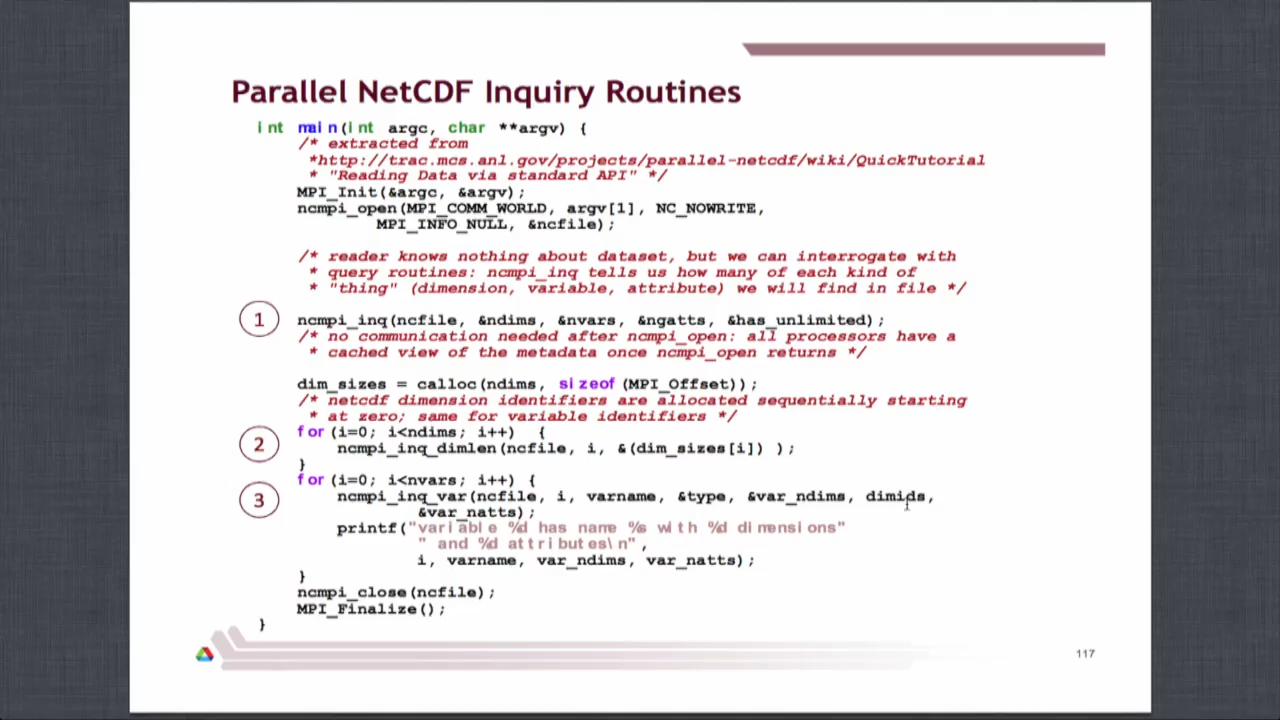 Parallel NetCDF Inquiry Routines
int main(int argc, char **argv) {
/* extracted from
*http://trac.mcs.anl.gov/projects/parallel-netcdf/wiki/QuickTutorial
* "Reading Data via standard API" */
MPI_Init(&argc, &argv);
ncmpi_open(MPI_COMM_WORLD, argv[1], NC_NOWRITE,
MPI_INFO_NULL, &ncfile);
/* reader knows nothing about dataset, but we can interrogate with
* query routines: ncmpi_inq tells us how many of each kind of
* "thing" (dimension, variable, attribute) we will find in file */
1 ncmpi_inq(ncfile, &ndims, &nvars, &ngatts, &has_unlimited);
/* no communication needed after ncmpi_open: all processors have a
* cached view of the metadata once ncmpi_open returns */
dim_sizes = calloc(ndims, sizeof(MPI_Offset));
/* netcdf dimension identifiers are allocated sequentially starting
* at zero; same for variable identifiers */
for(i=0; i<ndims; i++) {
2 ncmpi_inq_dimlen(ncfile, i, &(dim_sizes[i]) );
}
for(i=0; i<nvars; i++) {
3 ncmpi_inq_var(ncfile, i, varname, &type, &var_ndims, dimids,
&var_natts);
printf("variable %d has name %s with %d dimensions"
" and %d attributes\n",
i, varname, var_ndims, var_natts);
}
ncmpi_close(ncfile);
MPI_Finalize();
}
117